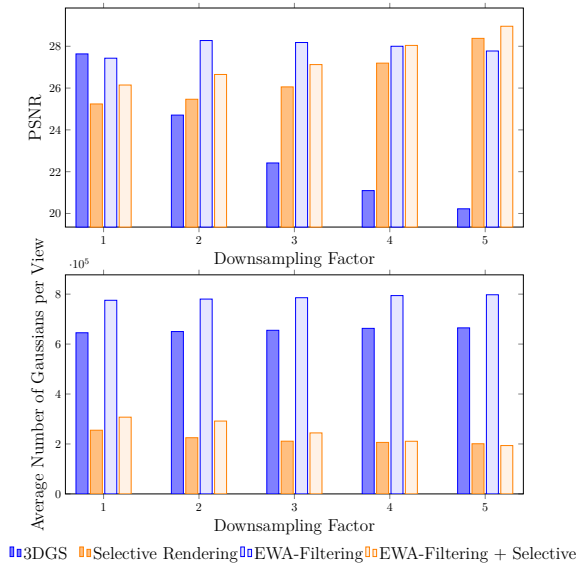 28
26
24
22
20
PSNR
1 2 3 4 5
Downsampling Factor
·10⁵
8
6
4
2
0
Average Number of Gaussians per View
1 2 3 4 5
Downsampling Factor
3DGS Selective Rendering EWA-Filtering EWA-Filtering + Selective